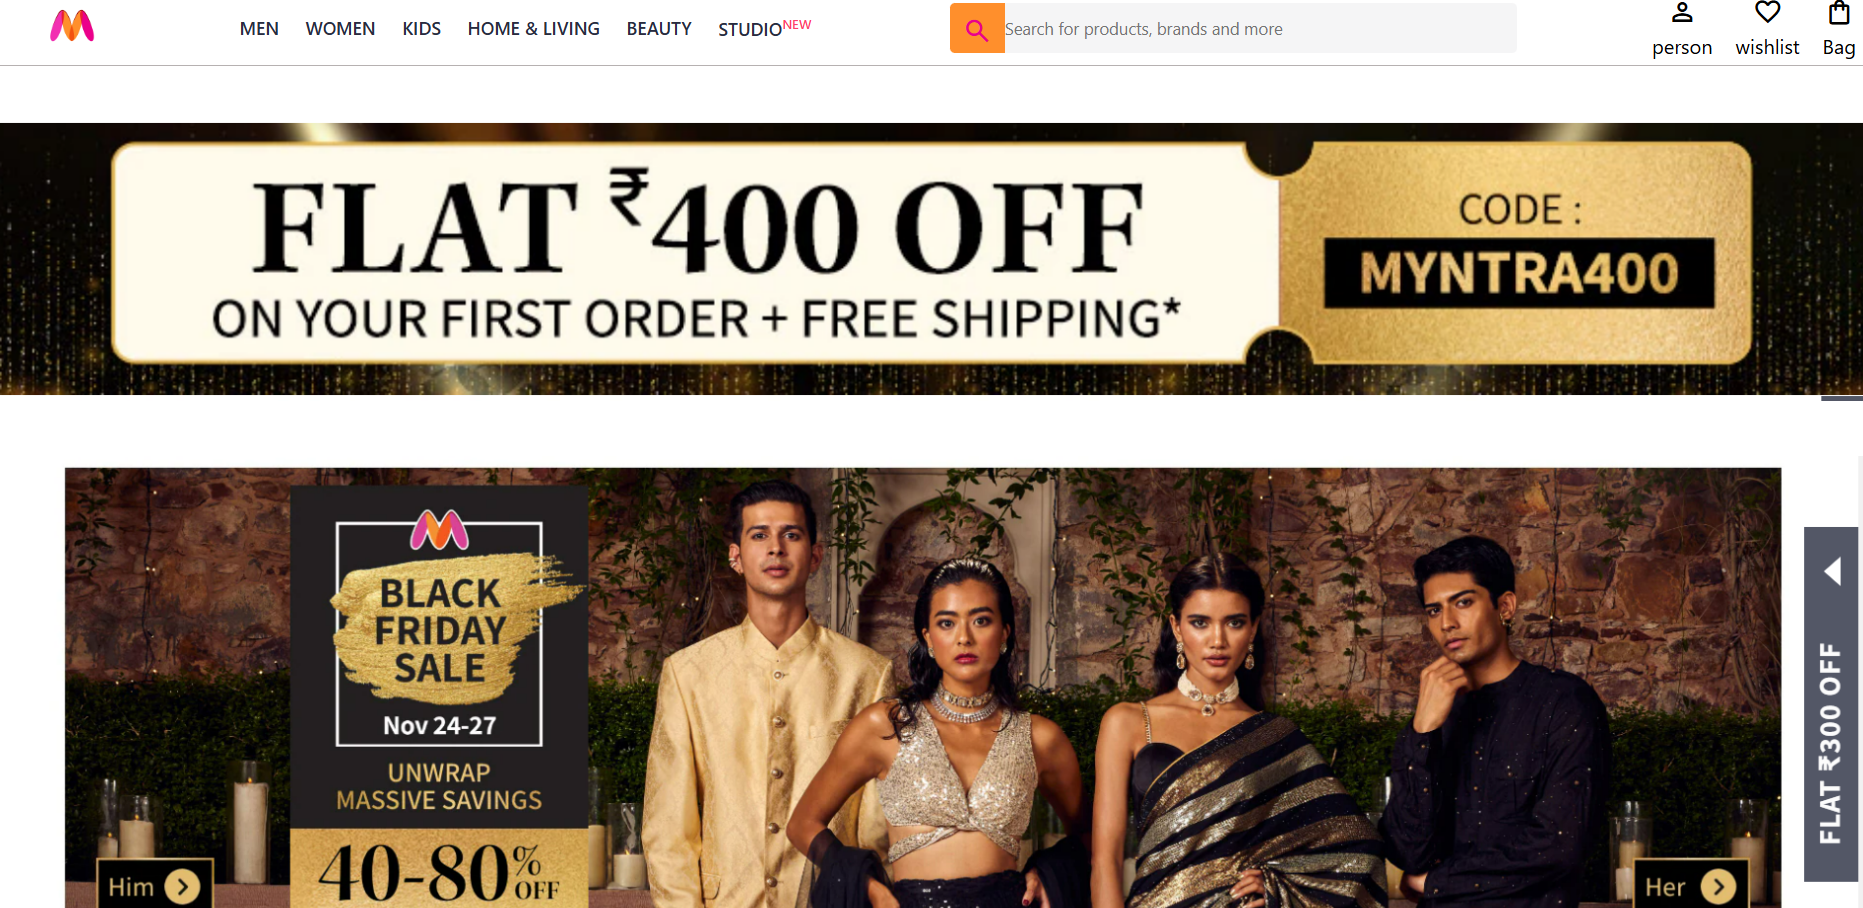 MEN WOMEN KIDS HOME & LIVING BEAUTY STUDIO NEW
Search for products, brands and more
person wishlist Bag
FLAT ₹400 OFF
ON YOUR FIRST ORDER + FREE SHIPPING*
CODE :
MYNTRA400
BLACK
FRIDAY
SALE
Nov 24-27
UNWRAP
MASSIVE SAVINGS
40-80% OFF
Him
Her
FLAT ₹300 OFF